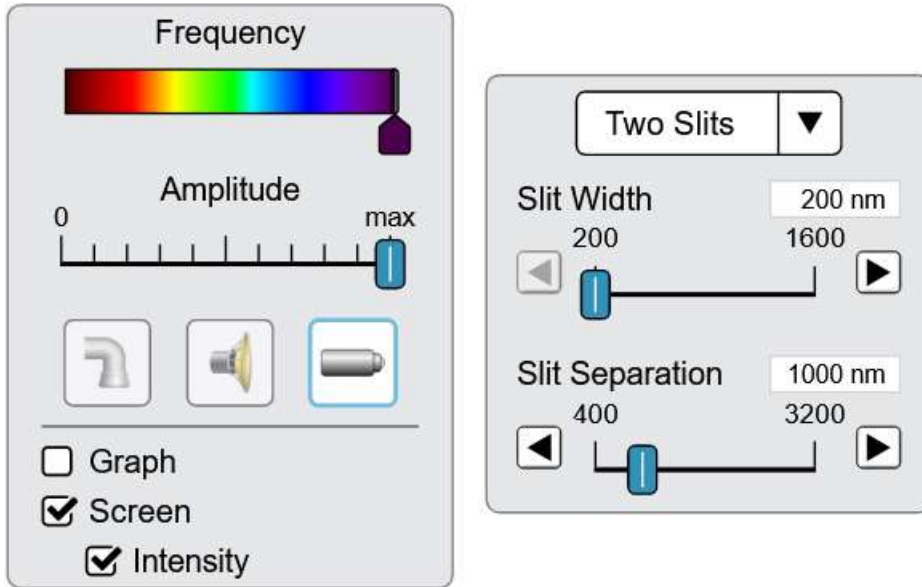 Frequency
Amplitude
0 max
Graph
Screen
Intensity
Two Slits
Slit Width 200 nm
200 1600
Slit Separation 1000 nm
400 3200